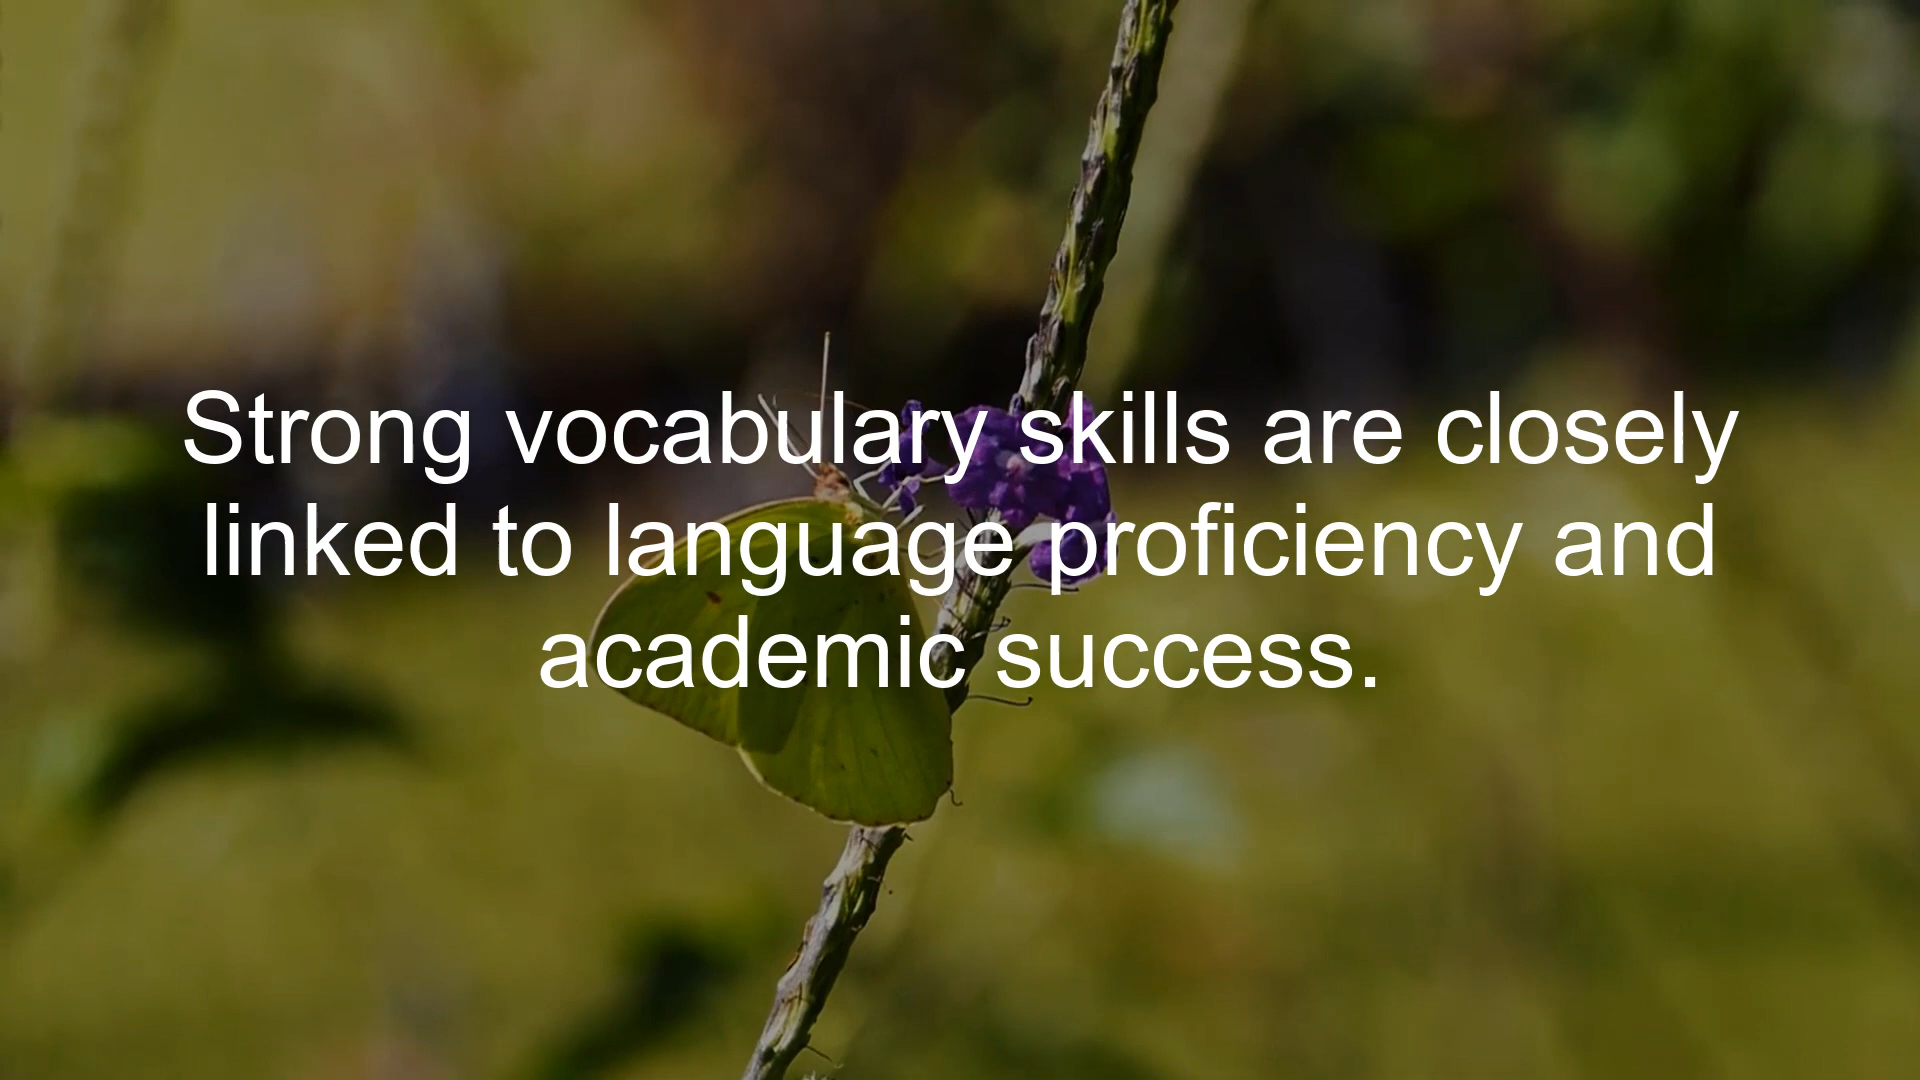 Strong vocabulary skills are closely
linked to language proficiency and
academic success.